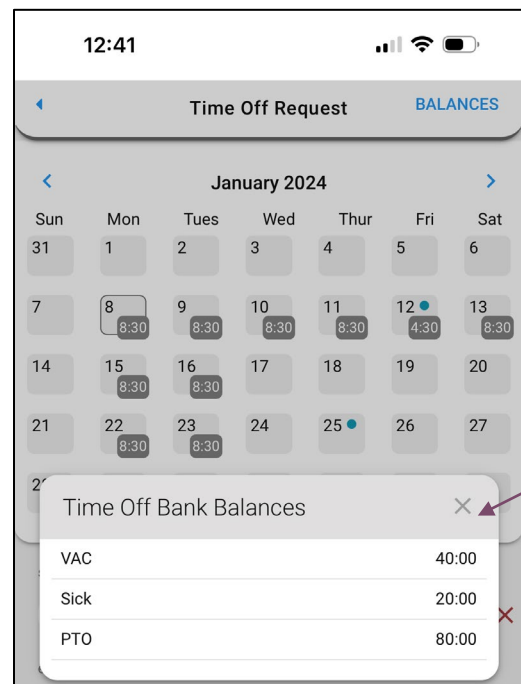 12:41
Time Off Request BALANCES
January 2024
Sun Mon Tues Wed Thur Fri Sat
31 1 2 3 4 5 6
7 8 9 10 11 12 13
8:30 8:30 8:30 8:30 4:30 8:30
14 15 16 17 18 19 20
8:30 8:30
21 22 23 24 25 26 27
8:30 8:30
Time Off Bank Balances
VAC 40:00
Sick 20:00
PTO 80:00